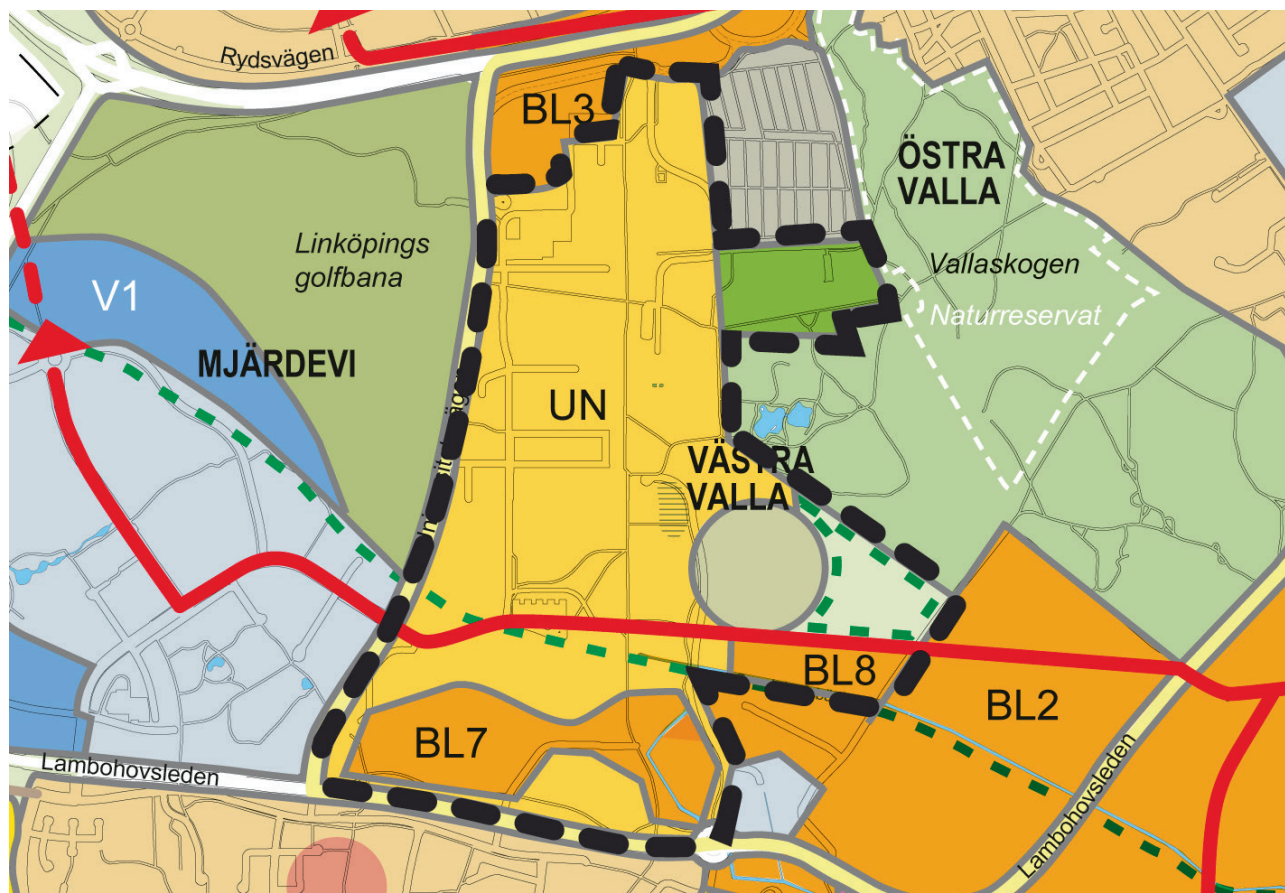 Rydsvägen
BL3
ÖSTRA
VALLA
Linköpings
golfbana
Vallaskogen
V1
Naturreservat
MJÄRDEVI
UN
VÄSTRA
VALLA
BL8
BL2
BL7
Lambohovsleden
Lambohovsleden